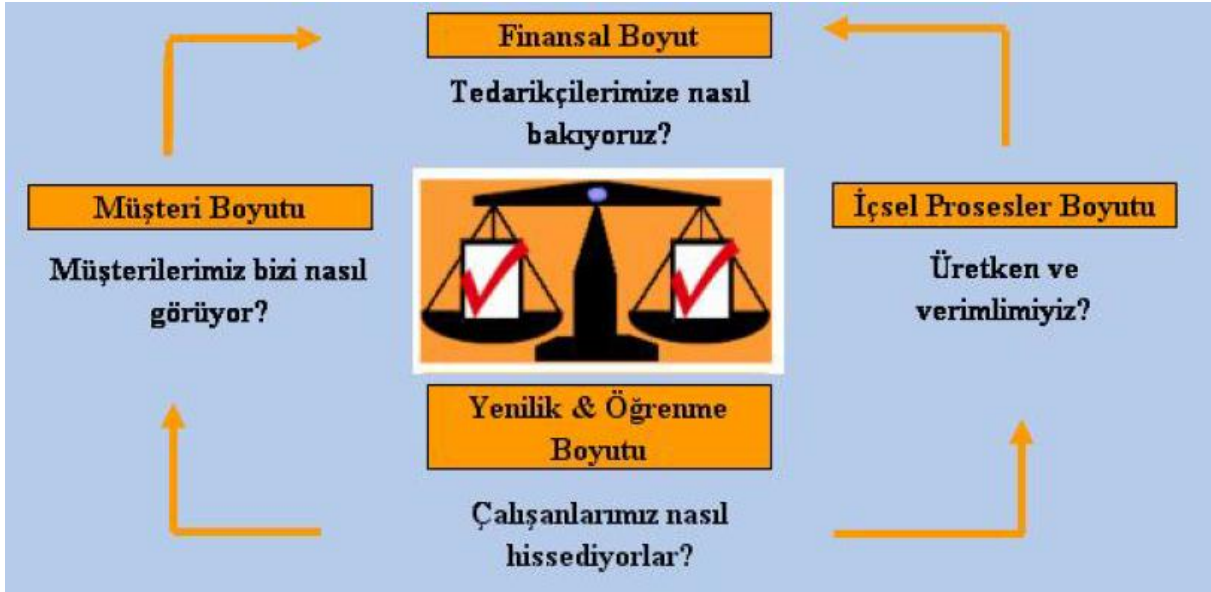 Finansal Boyut
Tedarikçilerimize nasıl
bakıyoruz?
Müşteri Boyutu
Müşterilerimiz bizi nasıl
görüyor?
İçsel Prosesler Boyutu
Üretken ve
verimlimiyiz?
Yenilik & Öğrenme
Boyutu
Çalışanlarımız nasıl
hissediyorlar?